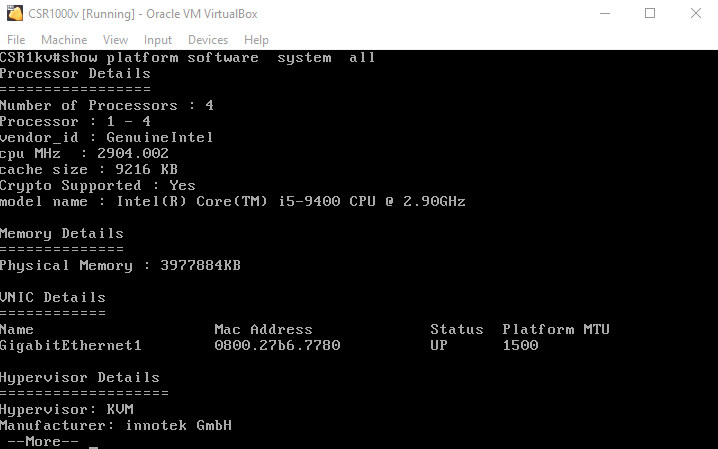 CSR1000v [Running] - Oracle VM VirtualBox
File Machine View Input Devices Help
CSR1kv#show platform software  system  all
Processor Details
=================
Number of Processors : 4
Processor : 1 - 4
vendor_id : GenuineIntel
cpu MHz  : 2904.002
cache size : 9216 KB
Crypto Supported : Yes
model name : Intel(R) Core(TM) i5-9400 CPU @ 2.90GHz
Memory Details
==============
Physical Memory : 3977884KB
VNIC Details
============
Name                    Mac Address             Status  Platform MTU
GigabitEthernet1        0800.27b6.7780          UP      1500
Hypervisor Details
===================
Hypervisor: KVM
Manufacturer: innotek GmbH
 --More-- _